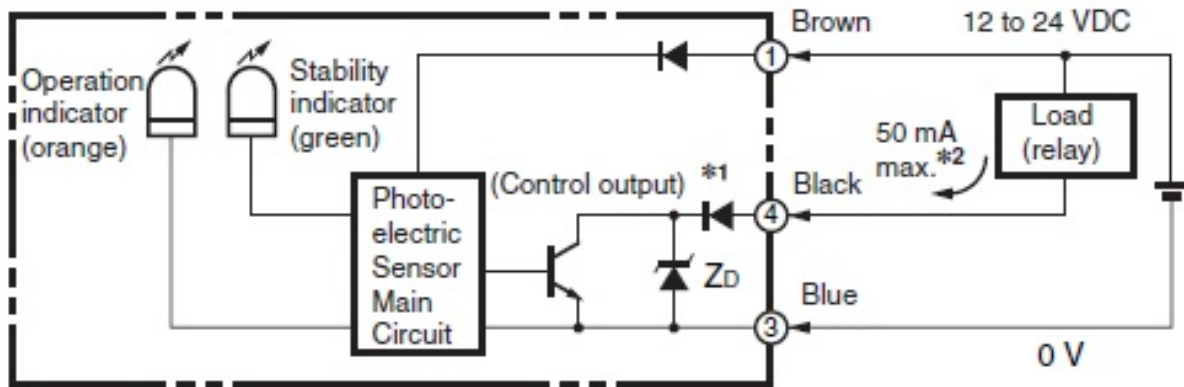 Brown
12 to 24 VDC
1
Operation
indicator
(orange)
Stability
indicator
(green)
Load
(relay)
50 mA
max.*2
Photo-
electric
Sensor
Main
Circuit
(Control output) *1
Black
4
ZD
Blue
3
0 V